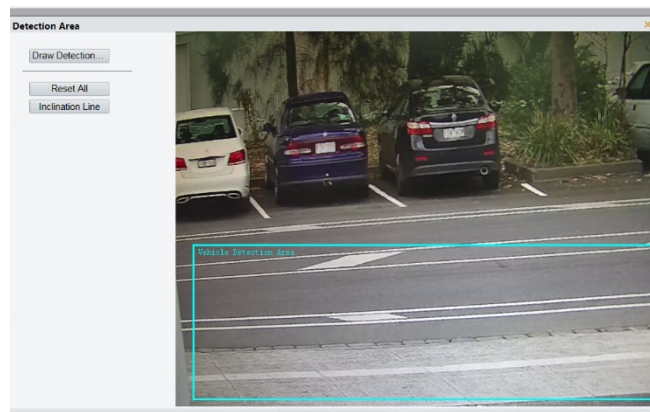 Detection Area
Draw Detection...
Reset All
Inclination Line
Vehicle Detection Area